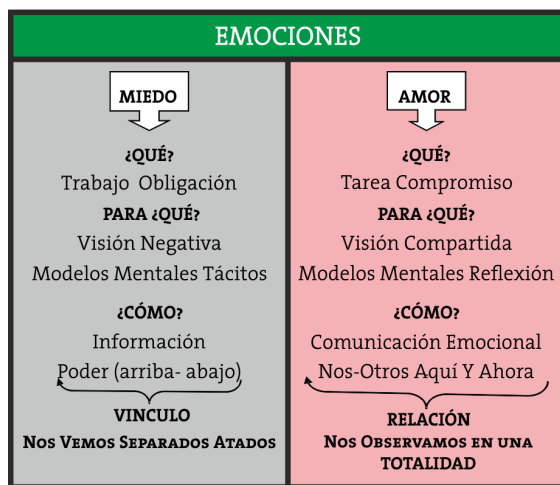 EMOCIONES
MIEDO
¿QUÉ?
Trabajo Obligación
PARA ¿QUÉ?
Visión Negativa
Modelos Mentales Tácitos
¿CÓMO?
Información
Poder (arriba- abajo)
VINCULO
NOS VEMOS SEPARADOS ATADOS
AMOR
¿QUÉ?
Tarea Compromiso
PARA ¿QUÉ?
Visión Compartida
Modelos Mentales Reflexión
¿CÓMO?
Comunicación Emocional
Nos-Otros Aquí Y Ahora
RELACIÓN
NOS OBSERVAMOS EN UNA
TOTALIDAD